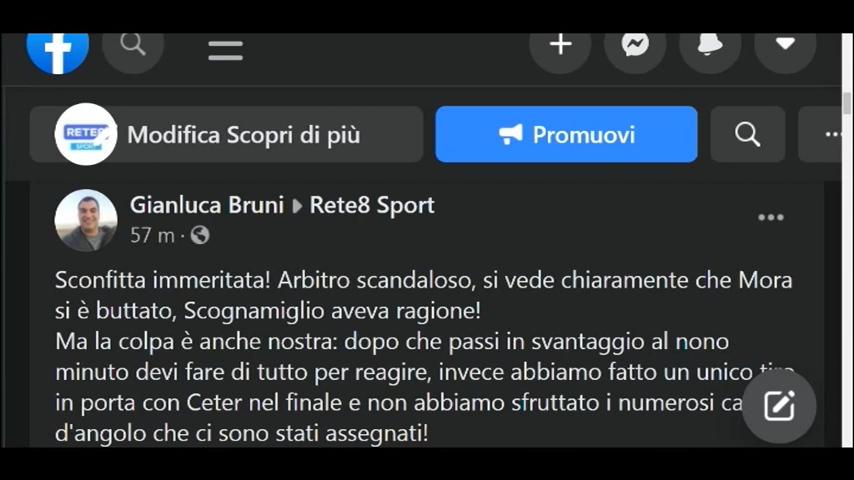 RETE8
SPORT
Modifica Scopri di più
Promuovi
Gianluca Bruni Rete8 Sport
57 m ·
Sconfitta immeritata! Arbitro scandaloso, si vede chiaramente che Mora
si è buttato, Scognamiglio aveva ragione!
Ma la colpa è anche nostra: dopo che passi in svantaggio al nono
minuto devi fare di tutto per reagire, invece abbiamo fatto un unico tiro
in porta con Ceter nel finale e non abbiamo sfruttato i numerosi
d'angolo che ci sono stati assegnati!